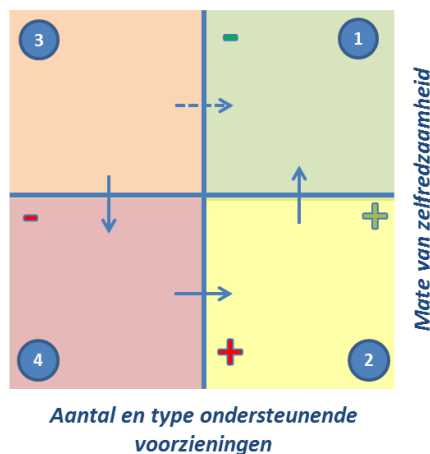 3
-
1
-
+
Mate van zelfredzaamheid
4
+
2
Aantal en type ondersteunende
voorzieningen